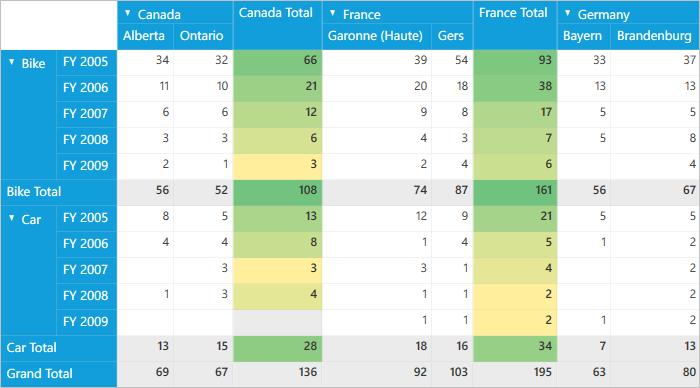 Canada Canada Total France France Total Germany
Alberta Ontario Garonne (Haute) Gers Bayern Brandenburg
Bike FY 2005 34 32 66 39 54 93 33 37
FY 2006 11 10 21 20 18 38 13 13
FY 2007 6 6 12 9 8 17 5 5
FY 2008 3 3 6 4 3 7 5 8
FY 2009 2 1 3 2 4 6 4
Bike Total 56 52 108 74 87 161 56 67
Car FY 2005 8 5 13 12 9 21 5 5
FY 2006 4 4 8 1 4 5 1 2
FY 2007 3 3 3 1 4 2
FY 2008 1 3 4 1 1 2 2
FY 2009 1 1 2 1 2
Car Total 13 15 28 18 16 34 7 13
Grand Total 69 67 136 92 103 195 63 80